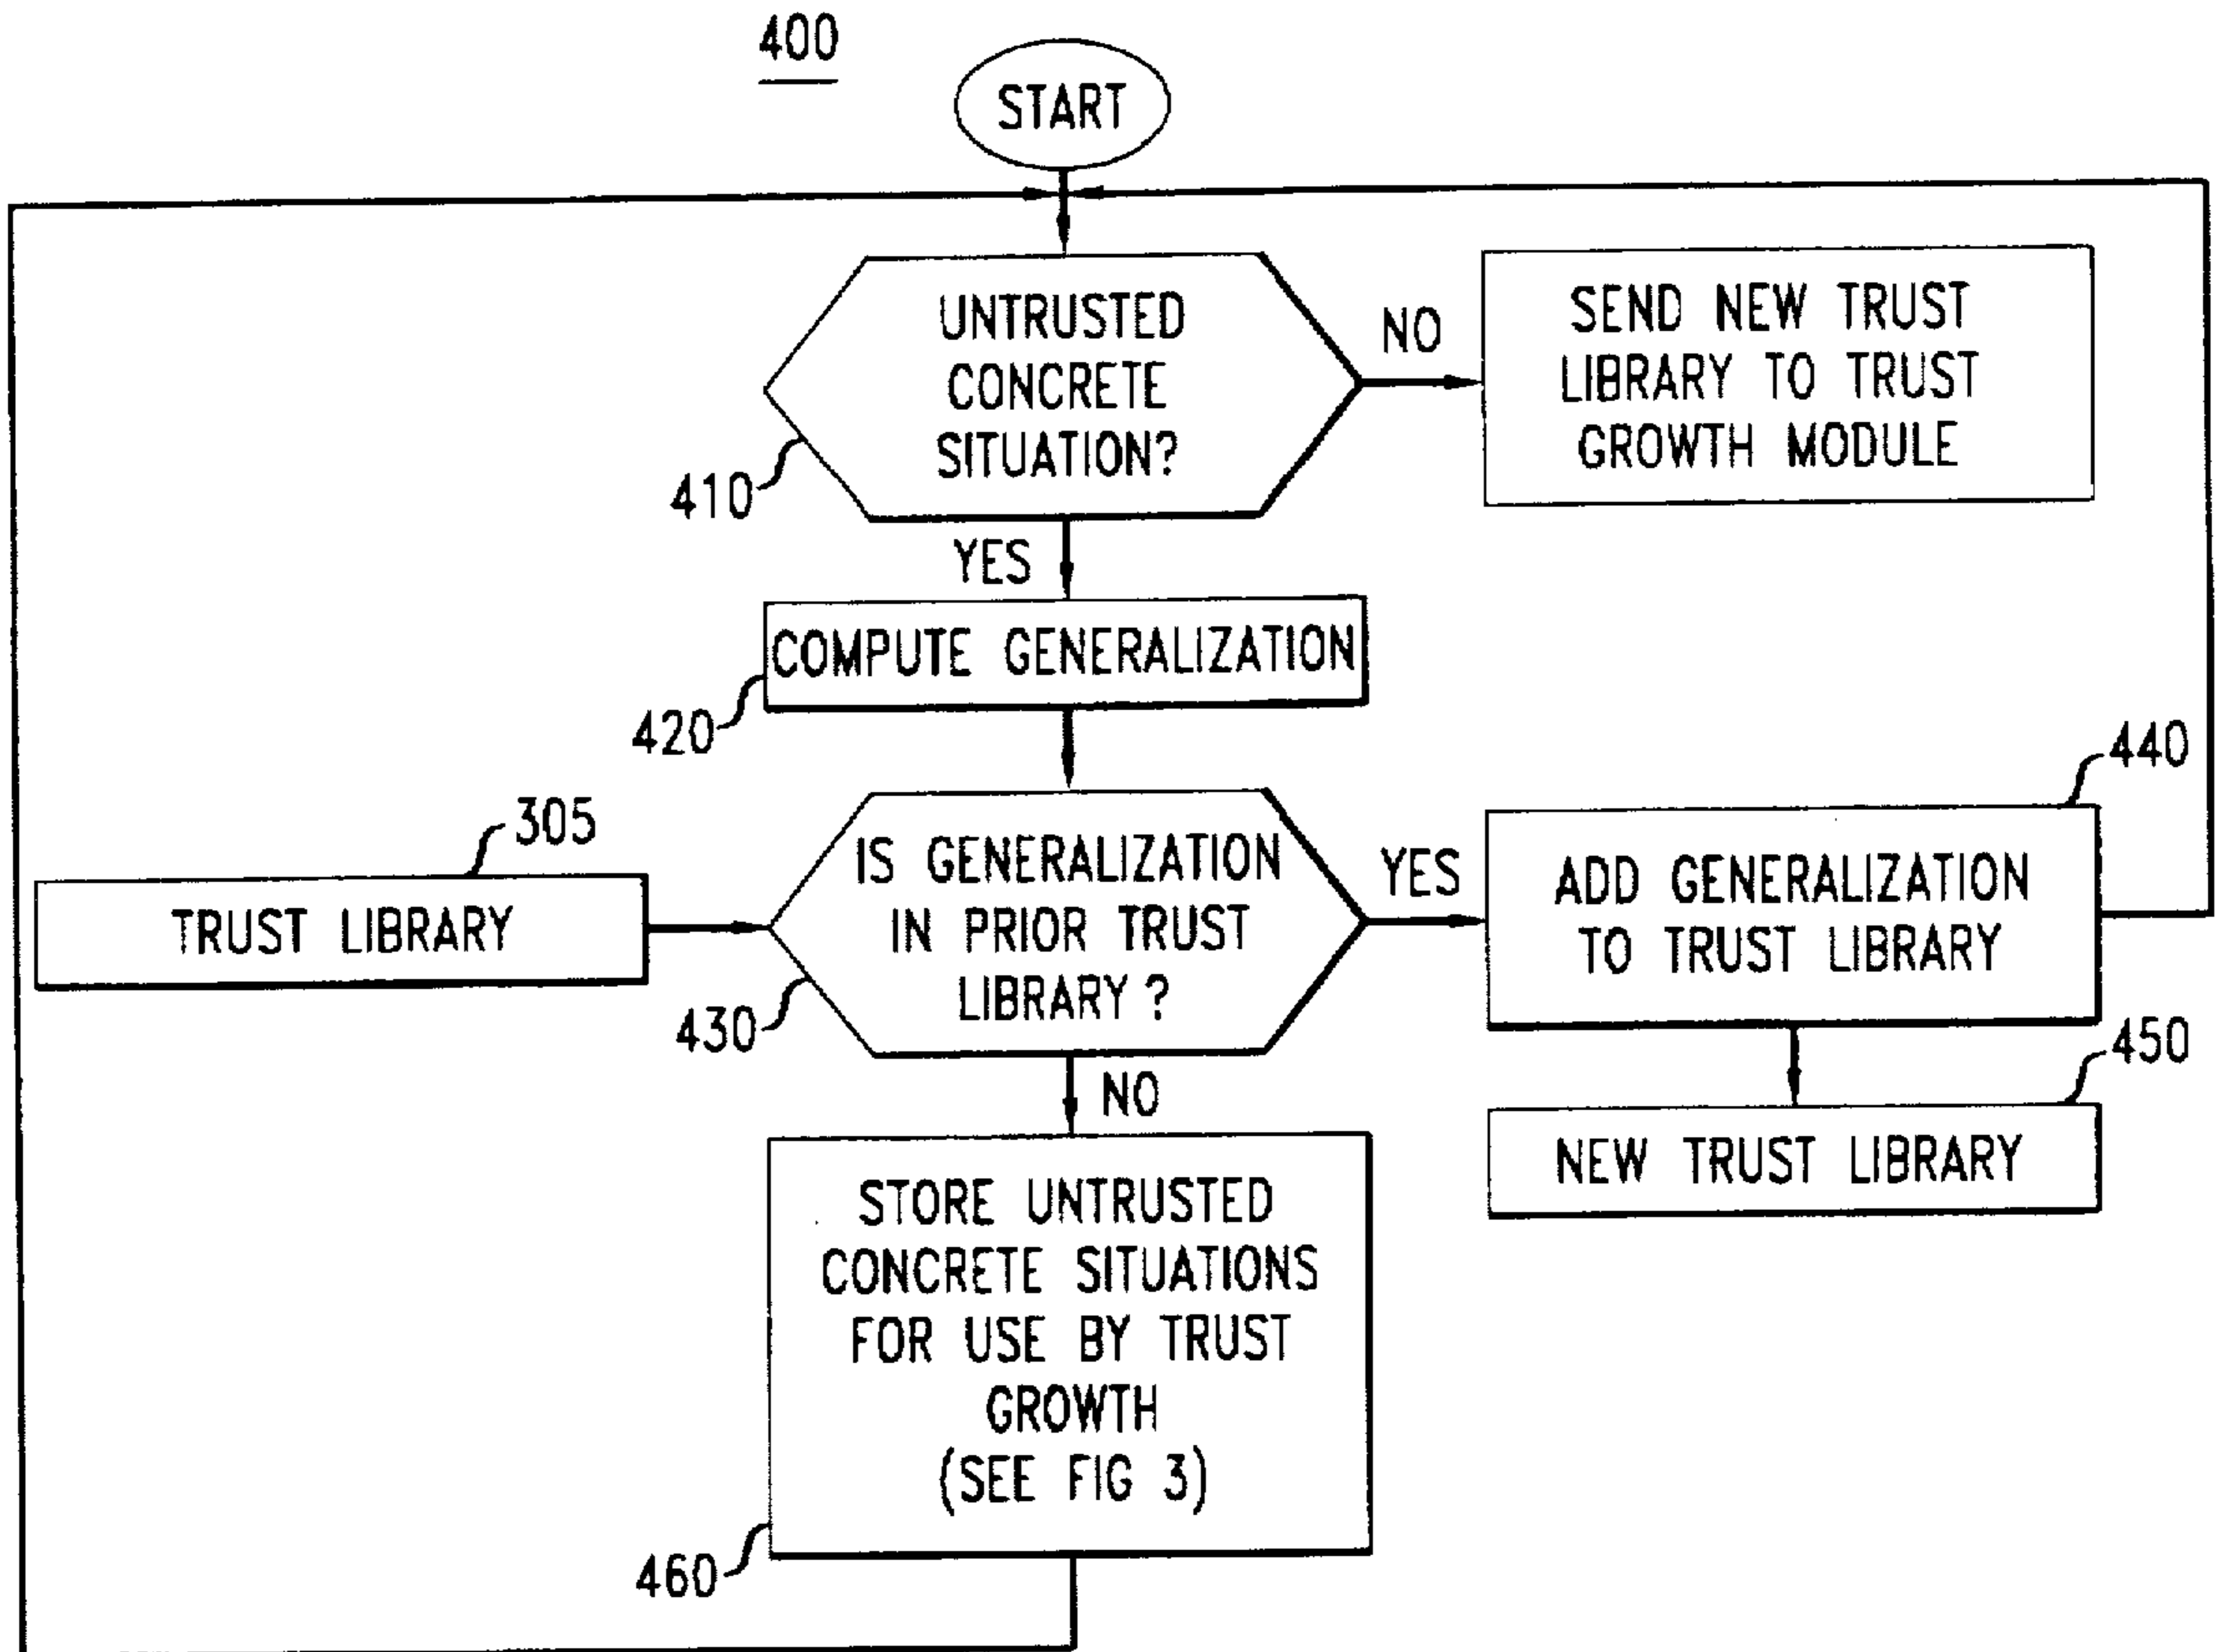 400
START
UNTRUSTED
CONCRETE
SITUATION?
410
NO
SEND NEW TRUST
LIBRARY TO TRUST
GROWTH MODULE
YES
COMPUTE GENERALIZATION
420
305
TRUST LIBRARY
IS GENERALIZATION
IN PRIOR TRUST
LIBRARY?
430
YES
440
ADD GENERALIZATION
TO TRUST LIBRARY
450
NEW TRUST LIBRARY
NO
STORE UNTRUSTED
CONCRETE SITUATIONS
FOR USE BY TRUST
GROWTH
(SEE FIG 3)
460